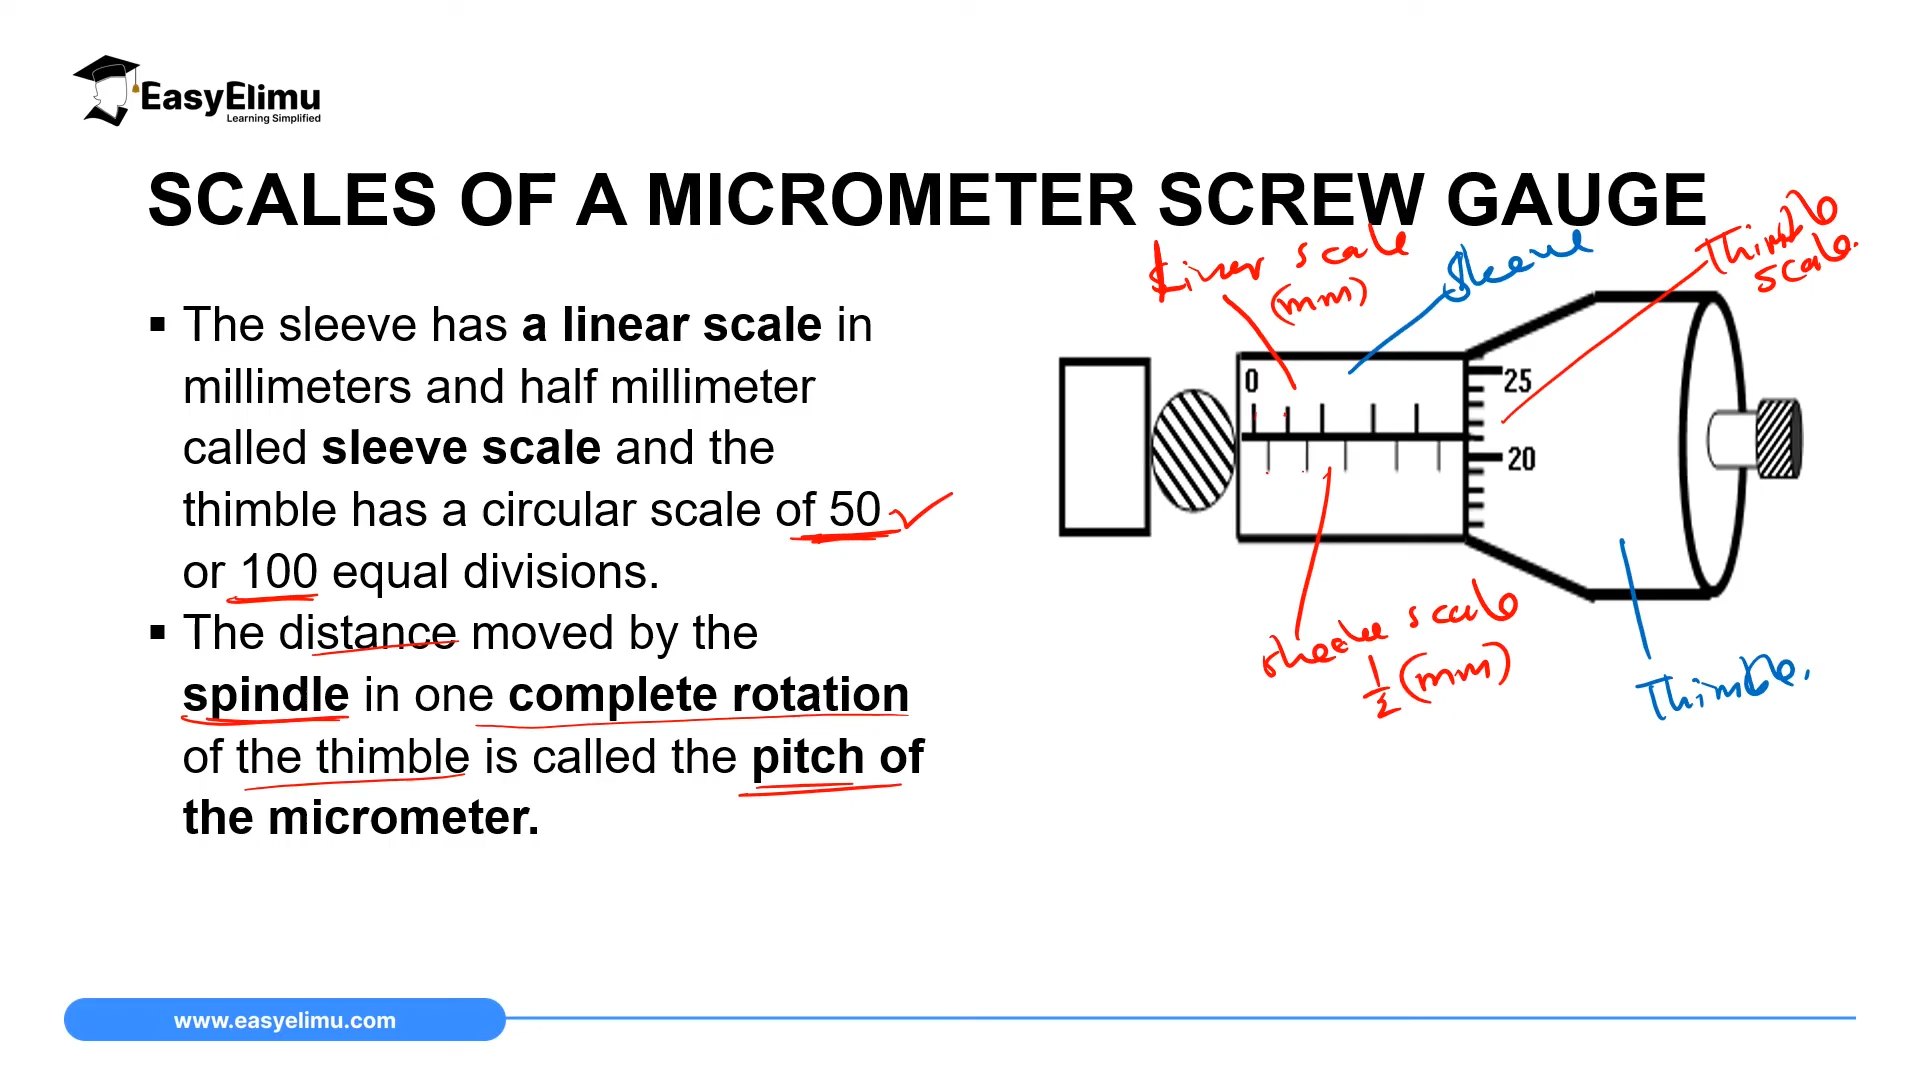 EasyElimu
Learning Simplified
SCALES OF A MICROMETER SCREW GAUGE
▪ The sleeve has a linear scale in
millimeters and half millimeter
called sleeve scale and the
thimble has a circular scale of 50
or 100 equal divisions.
▪ The distance moved by the
spindle in one complete rotation
of the thimble is called the pitch of
the micrometer.
scale
(mm)
Sleeve
Thimble
scale.
0
25
20
scale
1/2 (mm)
Thimble.
www.easyelimu.com